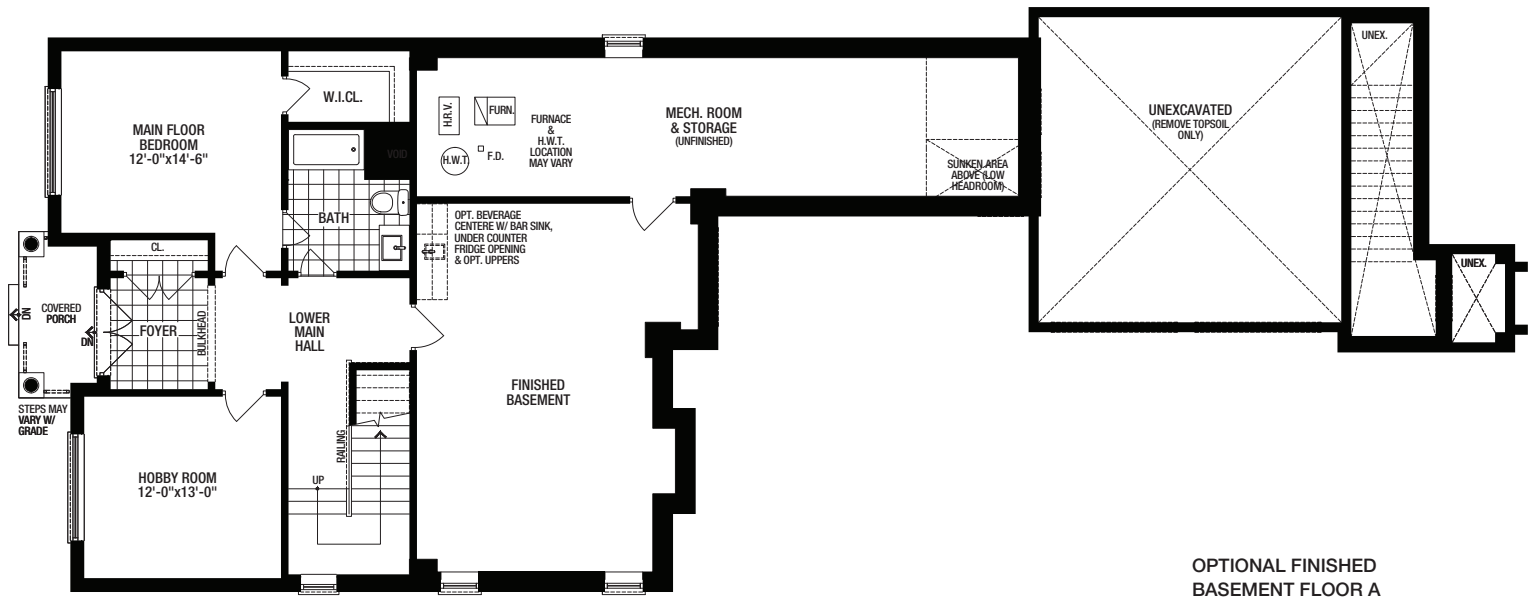 UNEX.
W.I.CL.
MAIN FLOOR
BEDROOM
12'-0"x14'-6"
VOID
BATH
H.R.V.
FURN.
H.W.T.
F.D.
FURNACE
&
H.W.T.
LOCATION
MAY VARY
MECH. ROOM
& STORAGE
(UNFINISHED)
SUNKEN AREA
ABOVE (LOW
HEADROOM)
UNEXCAVATED
(REMOVE TOPSOIL
ONLY)
OPT. BEVERAGE
CENTERE W/ BAR SINK,
UNDER COUNTER
FRIDGE OPENING
& OPT. UPPERS
UNEX.
CL.
COVERED
PORCH
DN
DN
FOYER
BULKHEAD
LOWER
MAIN
HALL
STEPS MAY
VARY W/
GRADE
FINISHED
BASEMENT
RAILING
UP
HOBBY ROOM
12'-0"x13'-0"
OPTIONAL FINISHED
BASEMENT FLOOR A